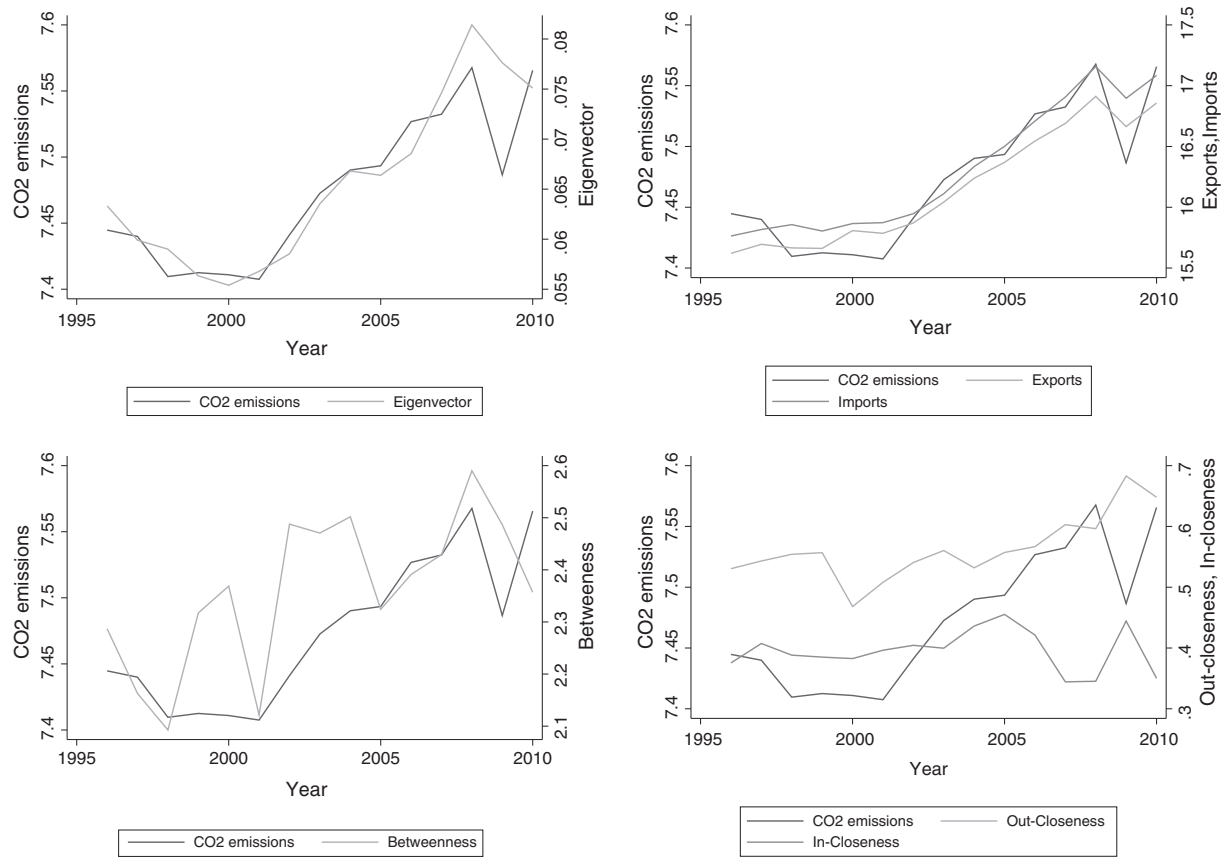 7.6
7.55
7.5
7.45
7.4
CO2 emissions
.08
.075
.07
.065
.06
.055
Eigenvector
1995 2000 2005 2010
Year
CO2 emissions Eigenvector
7.6
7.55
7.5
7.45
7.4
CO2 emissions
17.5
17
16.5
16
15.5
Exports,Imports
1995 2000 2005 2010
Year
CO2 emissions Exports
Imports
7.6
7.55
7.5
7.45
7.4
CO2 emissions
2.6
2.5
2.4
2.3
2.2
2.1
Betweeness
1995 2000 2005 2010
Year
CO2 emissions Betweenness
7.6
7.55
7.5
7.45
7.4
CO2 emissions
.7
.6
.5
.4
.3
Out-closeness, In-closeness
1995 2000 2005 2010
Year
CO2 emissions Out-Closeness
In-Closeness